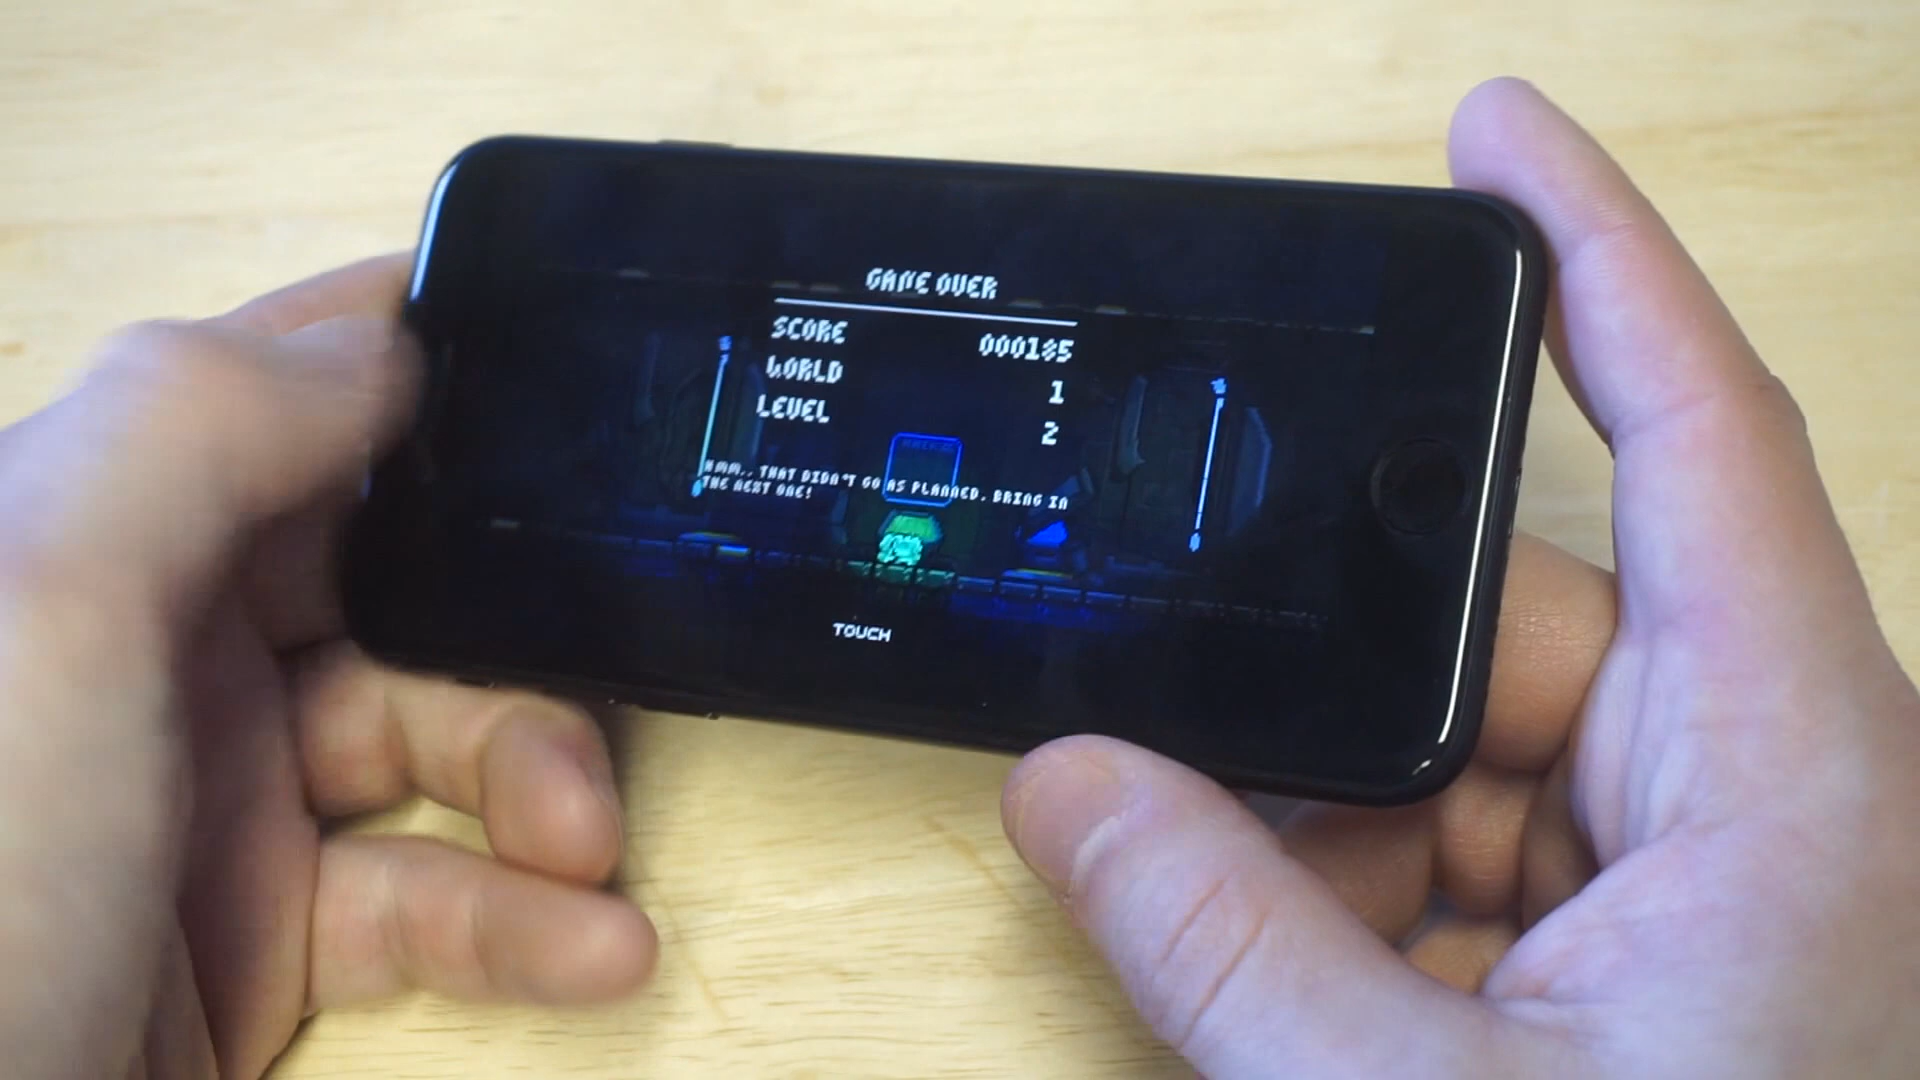 GAME OVER
SCORE 000185
WORLD 1
LEVEL 2
HMM.. THAT DIDN'T GO AS PLANNED. BRING IN
THE NEXT ONE!
TOUCH